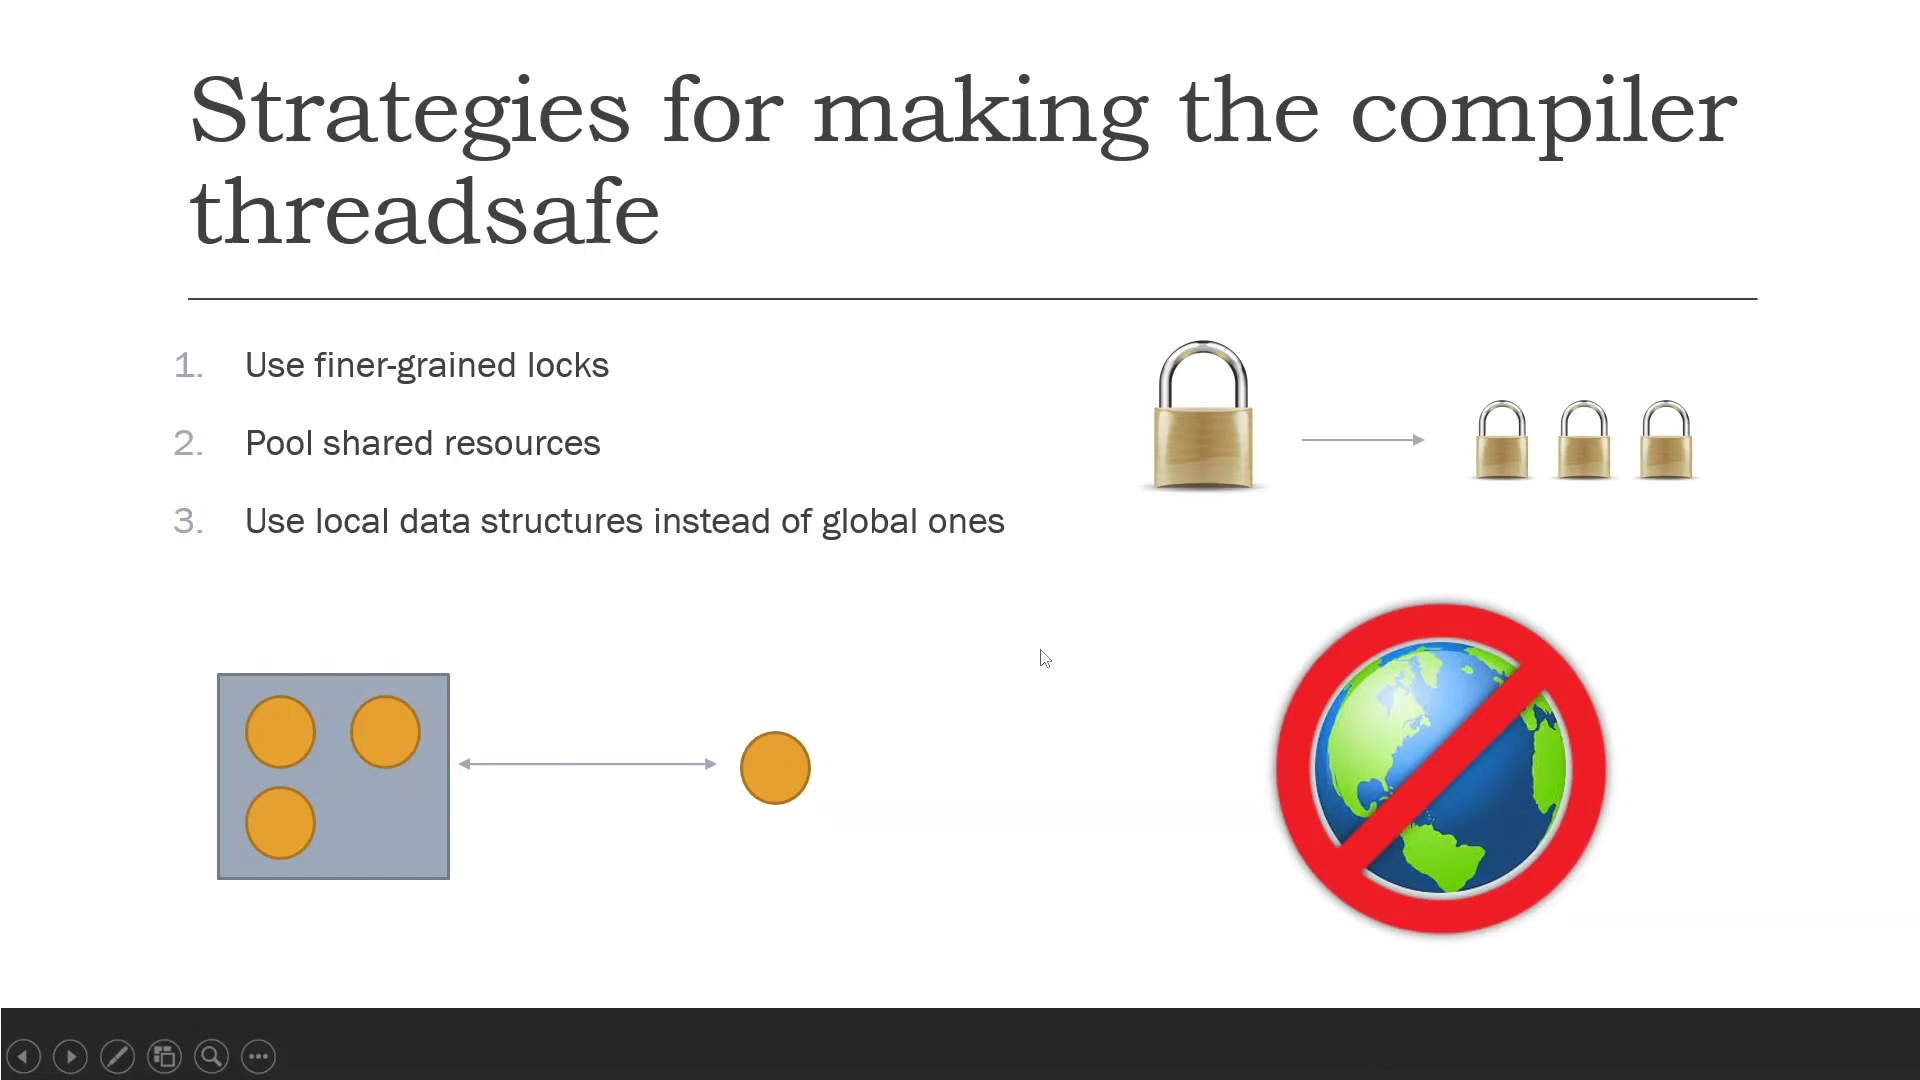 Strategies for making the compiler
threadsafe
1. Use finer-grained locks
2. Pool shared resources
3. Use local data structures instead of global ones